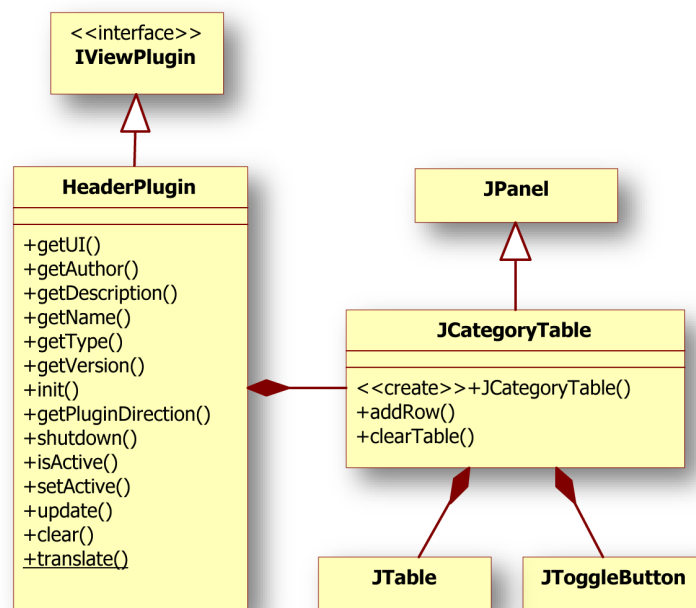 <<interface>>
IViewPlugin
HeaderPlugin
+getUI()
+getAuthor()
+getDescription()
+getName()
+getType()
+getVersion()
+init()
+getPluginDirection()
+shutdown()
+isActive()
+setActive()
+update()
+clear()
+translate()
JPanel
JCategoryTable
<<create>>+JCategoryTable()
+addRow()
+clearTable()
JTable
JToggleButton